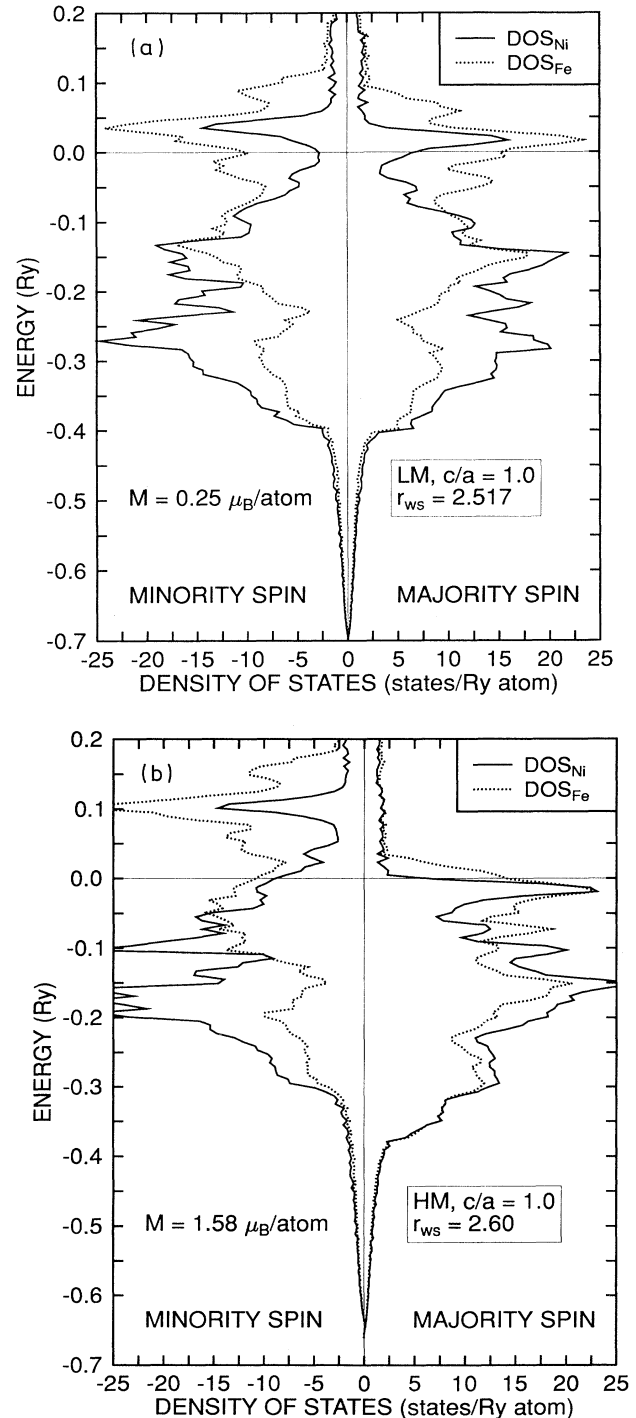 (a)
DOS_Ni
DOS_Fe
0.2
0.1
0.0
-0.1
-0.2
-0.3
-0.4
-0.5
-0.6
-0.7
ENERGY (Ry)
M = 0.25 μ_B/atom
LM, c/a = 1.0
r_ws = 2.517
MINORITY SPIN
MAJORITY SPIN
-25 -20 -15 -10 -5 0 5 10 15 20 25
DENSITY OF STATES (states/Ry atom)
(b)
DOS_Ni
DOS_Fe
0.2
0.1
0.0
-0.1
-0.2
-0.3
-0.4
-0.5
-0.6
-0.7
ENERGY (Ry)
M = 1.58 μ_B/atom
HM, c/a = 1.0
r_ws = 2.60
MINORITY SPIN
MAJORITY SPIN
-25 -20 -15 -10 -5 0 5 10 15 20 25
DENSITY OF STATES (states/Ry atom)